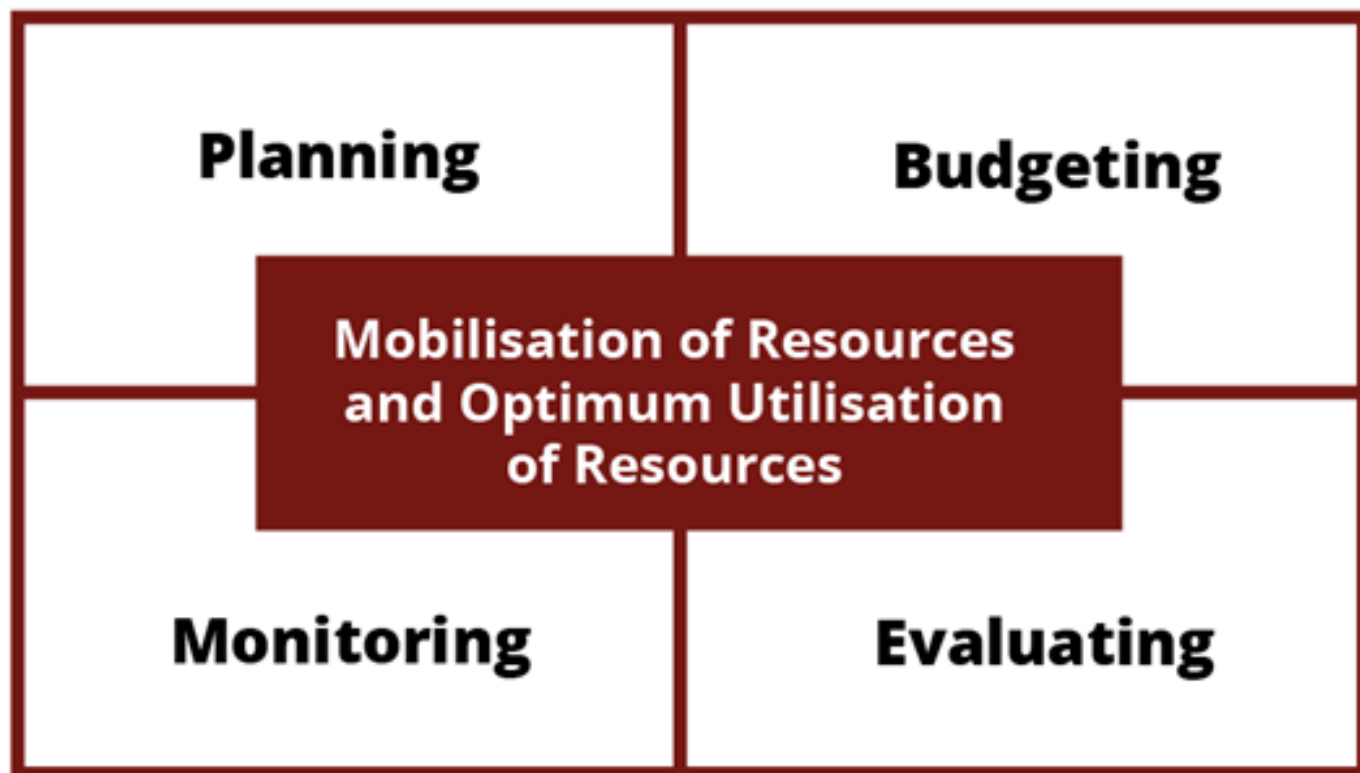 Planning
Budgeting
Mobilisation of Resources
and Optimum Utilisation
of Resources
Monitoring
Evaluating